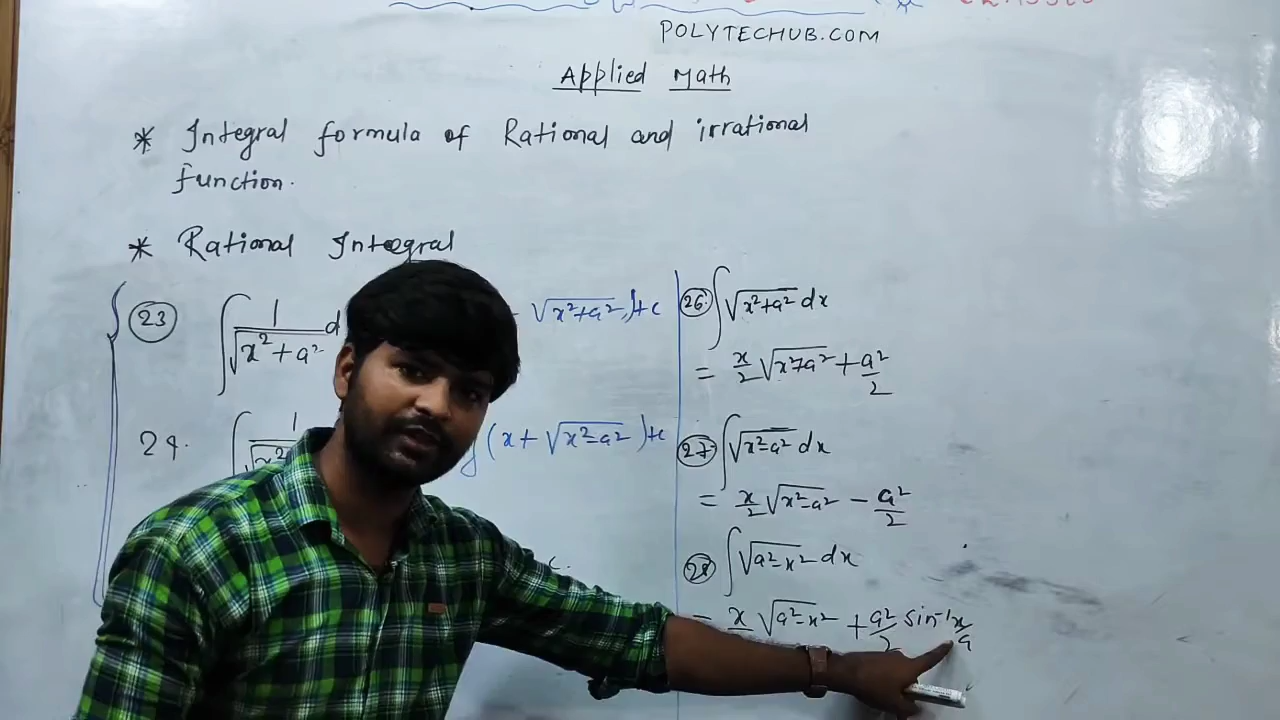 POLYTECHUB.COM
Applied Math
* Integral formula of Rational and irrational
function.
* Rational Integral
(23) ∫ 1/√(x²+a²) d √(x²+a²) )+c
24. ∫ 1/√x² (x + √(x²-a²) )+c
c.
(26) ∫√(x²+a²) dx
= x/2 √(x²+a²) + a²/2
(27) ∫√(x²-a²) dx
= x/2 √(x²-a²) - a²/2
(28) ∫√(a²-x²) dx
= x/2 √(a²-x²) + a²/2 sin⁻¹ x/a